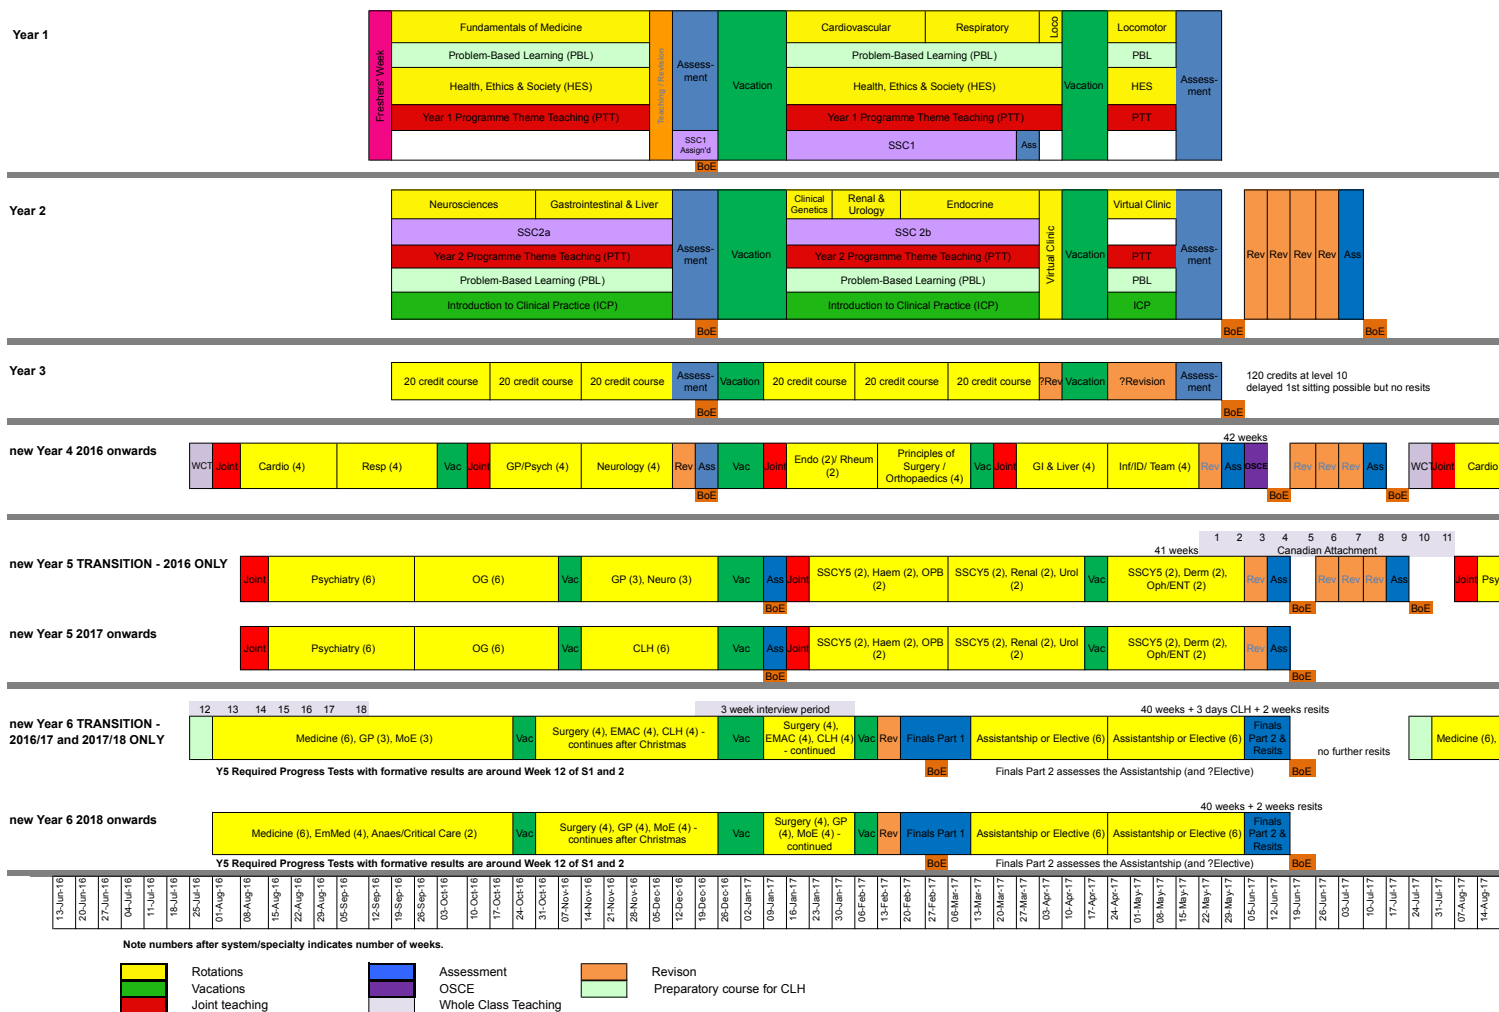 Year 1
Freshers' Week
Fundamentals of Medicine
Problem-Based Learning (PBL)
Health, Ethics & Society (HES)
Year 1 Programme Theme Teaching (PTT)
Teaching / Revision
Assess-
ment
SSC1
Assign'd
BoE
Vacation
Cardiovascular
Respiratory
Loco
Problem-Based Learning (PBL)
Health, Ethics & Society (HES)
Year 1 Programme Theme Teaching (PTT)
SSC1
Ass
Vacation
Locomotor
PBL
HES
PTT
Assess-
ment
Year 2
Neurosciences
Gastrointestinal & Liver
SSC2a
Year 2 Programme Theme Teaching (PTT)
Problem-Based Learning (PBL)
Introduction to Clinical Practice (ICP)
Assess-
ment
BoE
Vacation
Clinical
Genetics
Renal &
Urology
Endocrine
SSC 2b
Year 2 Programme Theme Teaching (PTT)
Problem-Based Learning (PBL)
Introduction to Clinical Practice (ICP)
Virtual Clinic
Vacation
Virtual Clinic
PTT
PBL
ICP
Assess-
ment
BoE
Rev Rev Rev Rev Ass
BoE
Year 3
20 credit course
20 credit course
20 credit course
Assess-
ment
BoE
Vacation
20 credit course
20 credit course
20 credit course
?Rev
Vacation
?Revision
Assess-
ment
BoE
120 credits at level 10
delayed 1st sitting possible but no resits
new Year 4 2016 onwards
42 weeks
WCT
Joint
Cardio (4)
Resp (4)
Vac
Joint
GP/Psych (4)
Neurology (4)
Rev
Ass
BoE
Vac
Joint
Endo (2)/ Rheum
(2)
Principles of
Surgery /
Orthopaedics (4)
Vac
Joint
GI & Liver (4)
Inf/ID/ Team (4)
Rev
Ass
OSCE
BoE
Rev
Rev
Rev
Ass
BoE
WCT
Joint
Cardio
new Year 5 TRANSITION - 2016 ONLY
1 2 3 4 5 6 7 8 9 10 11
41 weeks
Canadian Attachment
Joint
Psychiatry (6)
OG (6)
Vac
GP (3), Neuro (3)
Vac
Ass
BoE
Joint
SSCY5 (2), Haem (2), OPB
(2)
SSCY5 (2), Renal (2), Urol
(2)
Vac
SSCY5 (2), Derm (2),
Oph/ENT (2)
Rev
Ass
BoE
Rev
Rev
Rev
Ass
BoE
Joint
Psy
new Year 5 2017 onwards
Joint
Psychiatry (6)
OG (6)
Vac
CLH (6)
Vac
Ass
BoE
Joint
SSCY5 (2), Haem (2), OPB
(2)
SSCY5 (2), Renal (2), Urol
(2)
Vac
SSCY5 (2), Derm (2),
Oph/ENT (2)
Rev
Ass
BoE
new Year 6 TRANSITION -
2016/17 and 2017/18 ONLY
12 13 14 15 16 17 18
3 week interview period
40 weeks + 3 days CLH + 2 weeks resits
Medicine (6), GP (3), MoE (3)
Vac
Surgery (4), EMAC (4), CLH (4) -
continues after Christmas
Vac
Surgery (4),
EMAC (4), CLH (4)
- continued
Vac
Rev
Finals Part 1
Assistantship or Elective (6)
Assistantship or Elective (6)
Finals
Part 2 &
Resits
no further resits
Medicine (6),
Y5 Required Progress Tests with formative results are around Week 12 of S1 and 2
BoE
Finals Part 2 assesses the Assistantship (and ?Elective)
BoE
new Year 6 2018 onwards
40 weeks + 2 weeks resits
Medicine (6), EmMed (4), Anaes/Critical Care (2)
Vac
Surgery (4), GP (4), MoE (4) -
continues after Christmas
Vac
Surgery (4), GP
(4), MoE (4) -
continued
Vac
Rev
Finals Part 1
Assistantship or Elective (6)
Assistantship or Elective (6)
Finals
Part 2 &
Resits
Y5 Required Progress Tests with formative results are around Week 12 of S1 and 2
BoE
Finals Part 2 assesses the Assistantship (and ?Elective)
BoE
13-Jun-16
20-Jun-16
27-Jun-16
04-Jul-16
11-Jul-16
18-Jul-16
25-Jul-16
01-Aug-16
08-Aug-16
15-Aug-16
22-Aug-16
29-Aug-16
05-Sep-16
12-Sep-16
19-Sep-16
26-Sep-16
03-Oct-16
10-Oct-16
17-Oct-16
24-Oct-16
31-Oct-16
07-Nov-16
14-Nov-16
21-Nov-16
28-Nov-16
05-Dec-16
12-Dec-16
19-Dec-16
26-Dec-16
02-Jan-17
09-Jan-17
16-Jan-17
23-Jan-17
30-Jan-17
06-Feb-17
13-Feb-17
20-Feb-17
27-Feb-17
06-Mar-17
13-Mar-17
20-Mar-17
27-Mar-17
03-Apr-17
10-Apr-17
17-Apr-17
24-Apr-17
01-May-17
08-May-17
15-May-17
22-May-17
29-May-17
05-Jun-17
12-Jun-17
19-Jun-17
26-Jun-17
03-Jul-17
10-Jul-17
17-Jul-17
24-Jul-17
31-Jul-17
07-Aug-17
14-Aug-17
Note numbers after system/specialty indicates number of weeks.
Rotations
Assessment
Revison
Vacations
OSCE
Preparatory course for CLH
Joint teaching
Whole Class Teaching